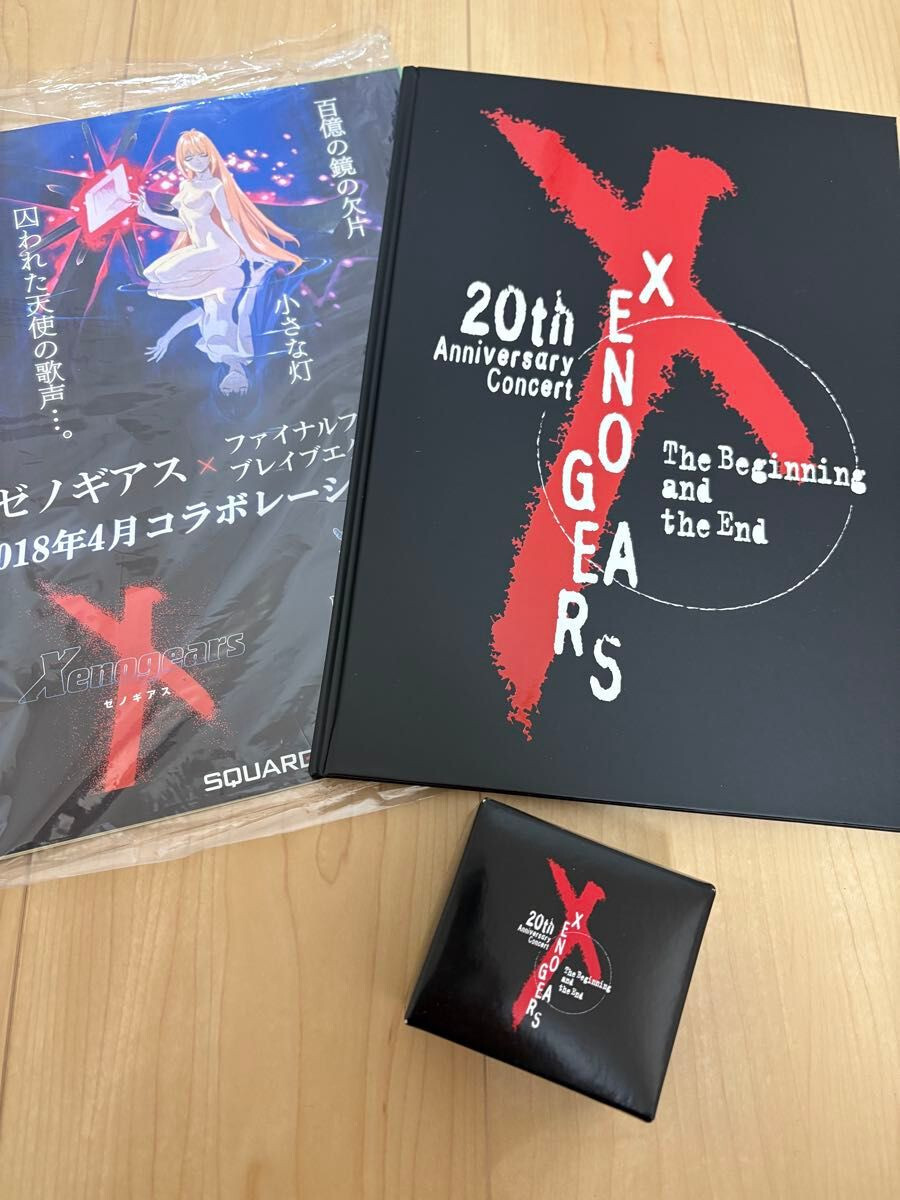 百億の鏡の欠片
小さな灯
囚われた天使の歌声…。
ゼノギアス×
ファイナルフ
ブレイブエ
018年4月コラボレーシ
Xenogears
ゼノギアス
SQUAR
20th
Anniversary
Concert
XENOGEARS
The Beginning
and
the End
20th
Anniversary
Concert
XENOGEARS
The Beginning
and
the End